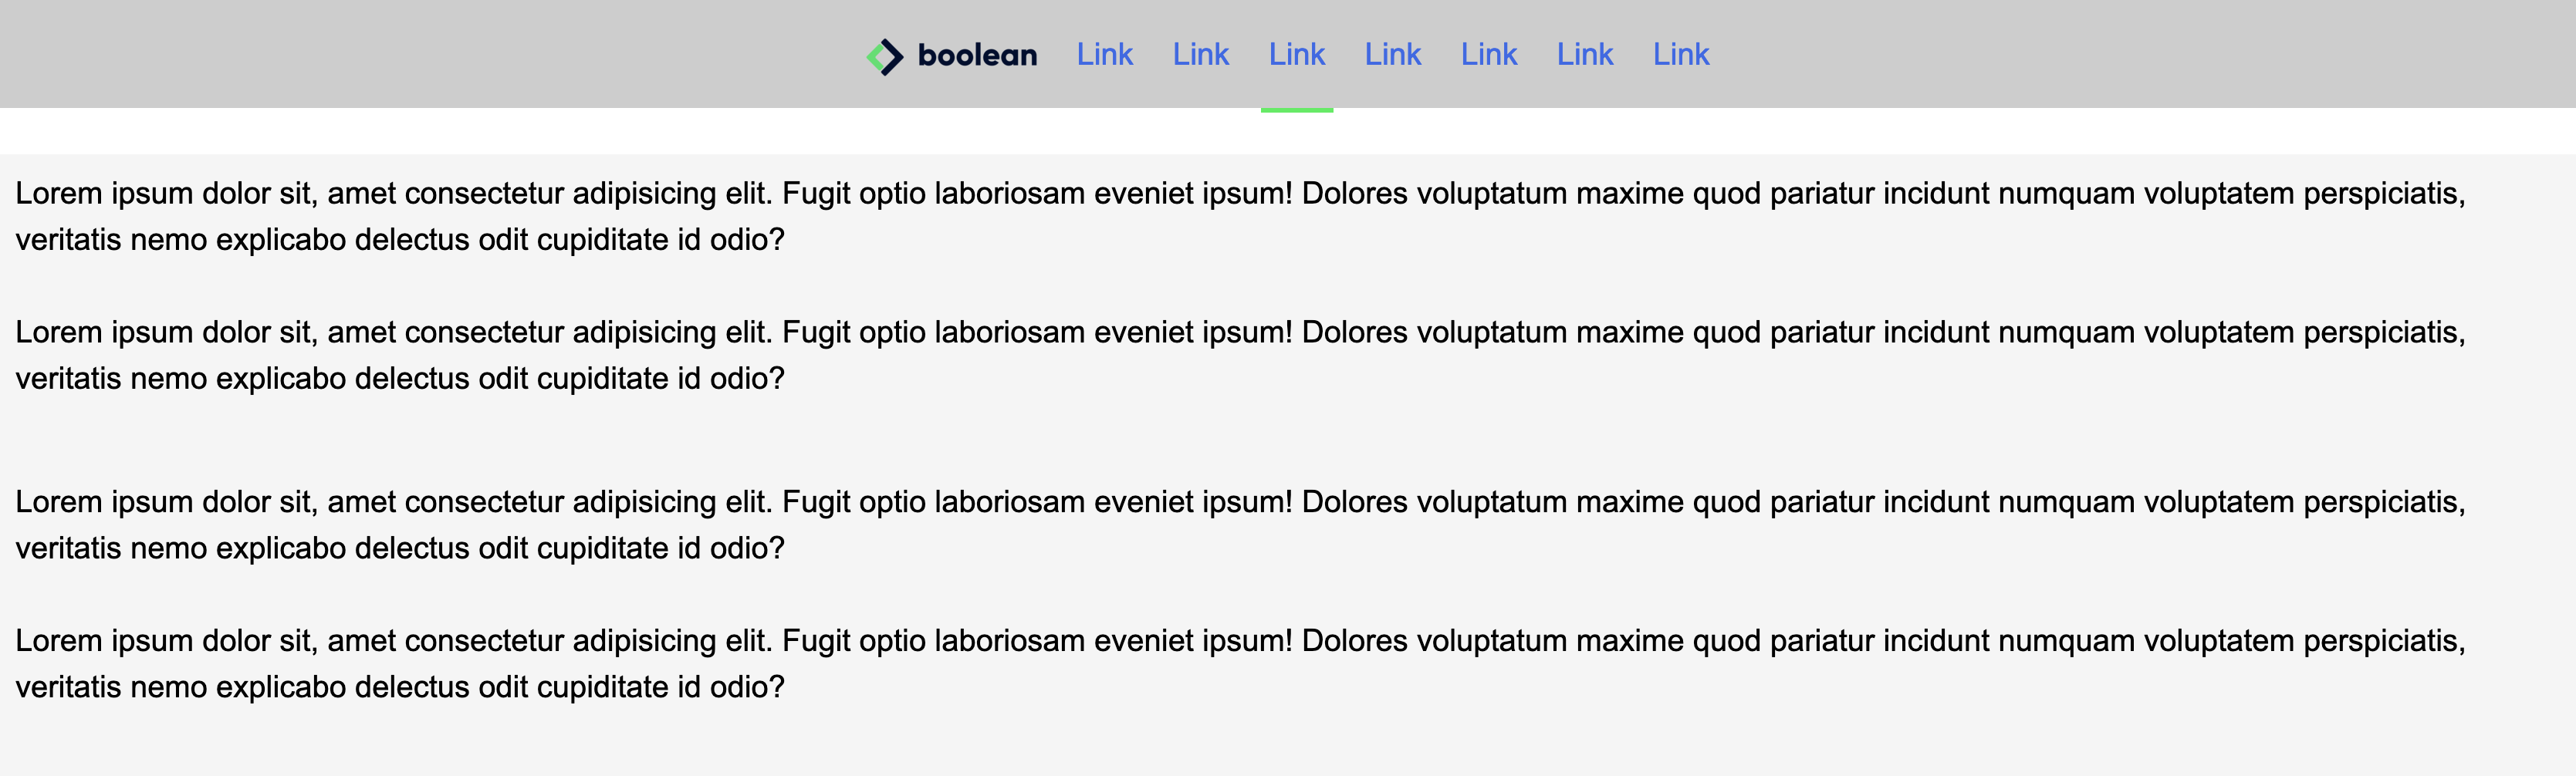 boolean Link Link Link Link Link Link Link
Lorem ipsum dolor sit, amet consectetur adipisicing elit. Fugit optio laboriosam eveniet ipsum! Dolores voluptatum maxime quod pariatur incidunt numquam voluptatem perspiciatis,
veritatis nemo explicabo delectus odit cupiditate id odio?
Lorem ipsum dolor sit, amet consectetur adipisicing elit. Fugit optio laboriosam eveniet ipsum! Dolores voluptatum maxime quod pariatur incidunt numquam voluptatem perspiciatis,
veritatis nemo explicabo delectus odit cupiditate id odio?
Lorem ipsum dolor sit, amet consectetur adipisicing elit. Fugit optio laboriosam eveniet ipsum! Dolores voluptatum maxime quod pariatur incidunt numquam voluptatem perspiciatis,
veritatis nemo explicabo delectus odit cupiditate id odio?
Lorem ipsum dolor sit, amet consectetur adipisicing elit. Fugit optio laboriosam eveniet ipsum! Dolores voluptatum maxime quod pariatur incidunt numquam voluptatem perspiciatis,
veritatis nemo explicabo delectus odit cupiditate id odio?